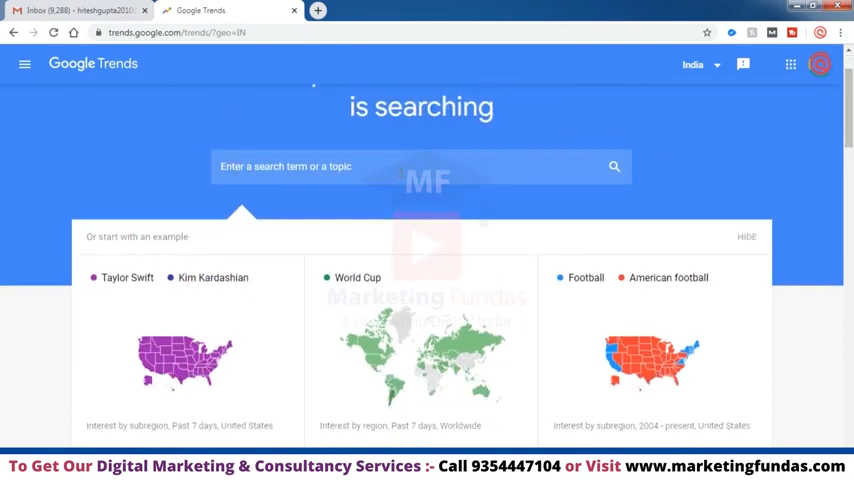 Inbox (9,288) - hiteshgupta2010
Google Trends
trends.google.com/trends/?geo=IN
Google Trends
India
is searching
Enter a search term or a topic
MF
Or start with an example
HIDE
Taylor Swift
Kim Kardashian
World Cup
Football
American football
Marketing Fundas
Digital India
Interest by subregion, Past 7 days, United States
Interest by region, Past 7 days, Worldwide
Interest by subregion, 2004 - present, United States
To Get Our Digital Marketing & Consultancy Services :- Call 9354447104 or Visit www.marketingfundas.com